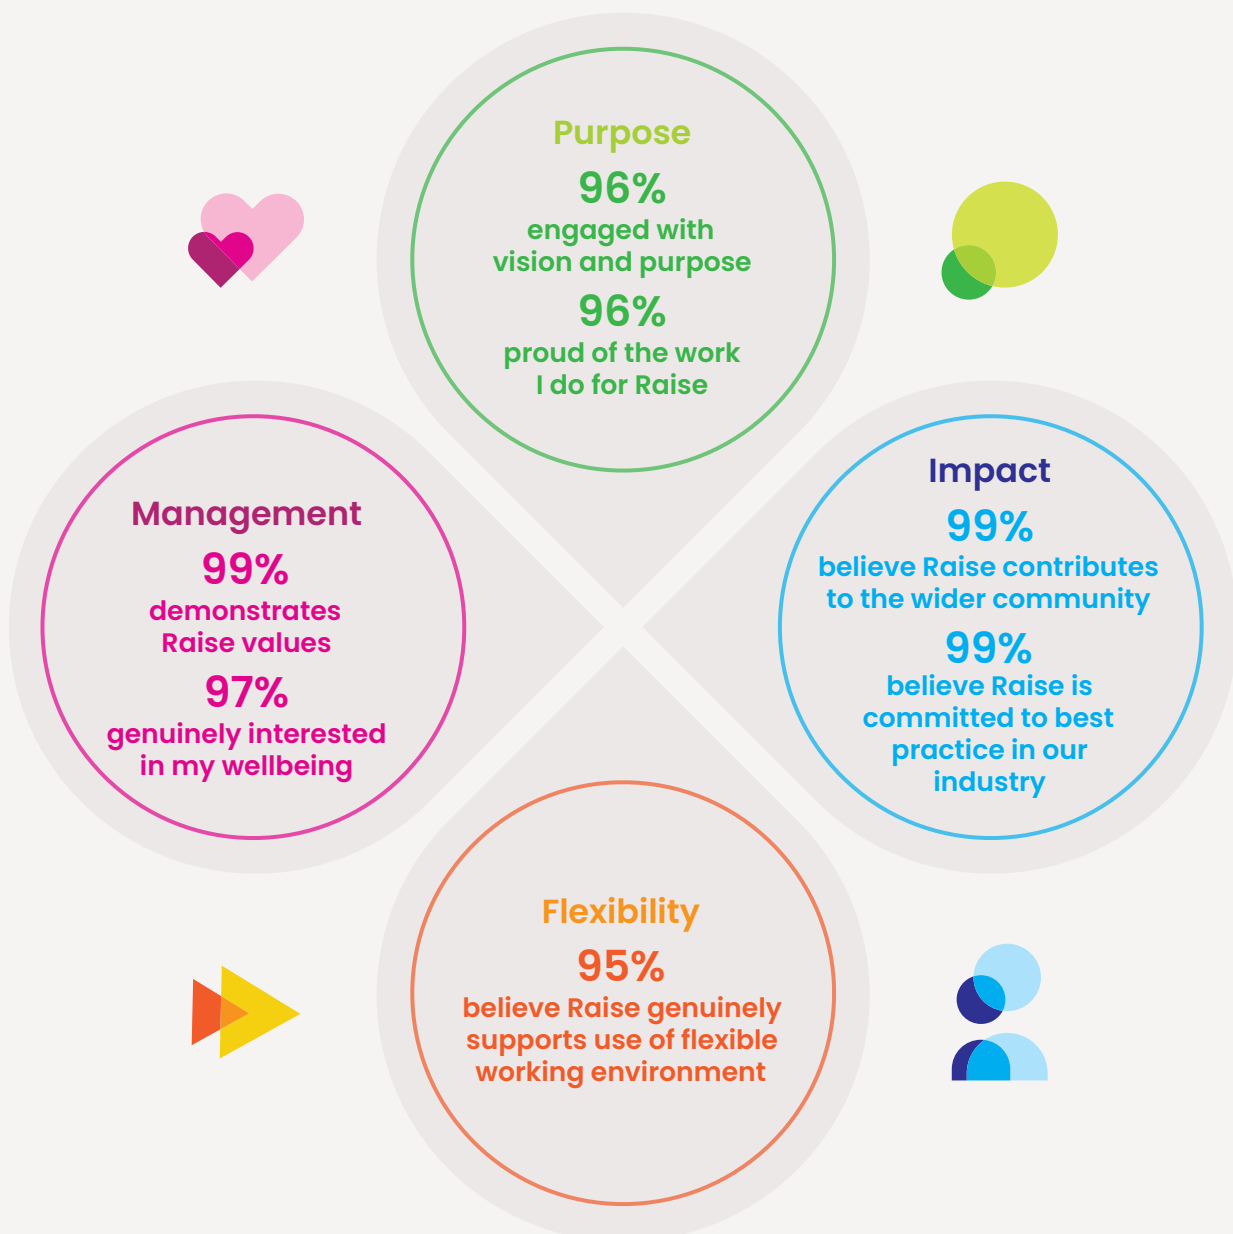 Purpose
96%
engaged with
vision and purpose
96%
proud of the work
I do for Raise
Management
99%
demonstrates
Raise values
97%
genuinely interested
in my wellbeing
Impact
99%
believe Raise contributes
to the wider community
99%
believe Raise is
committed to best
practice in our
industry
Flexibility
95%
believe Raise genuinely
supports use of flexible
working environment